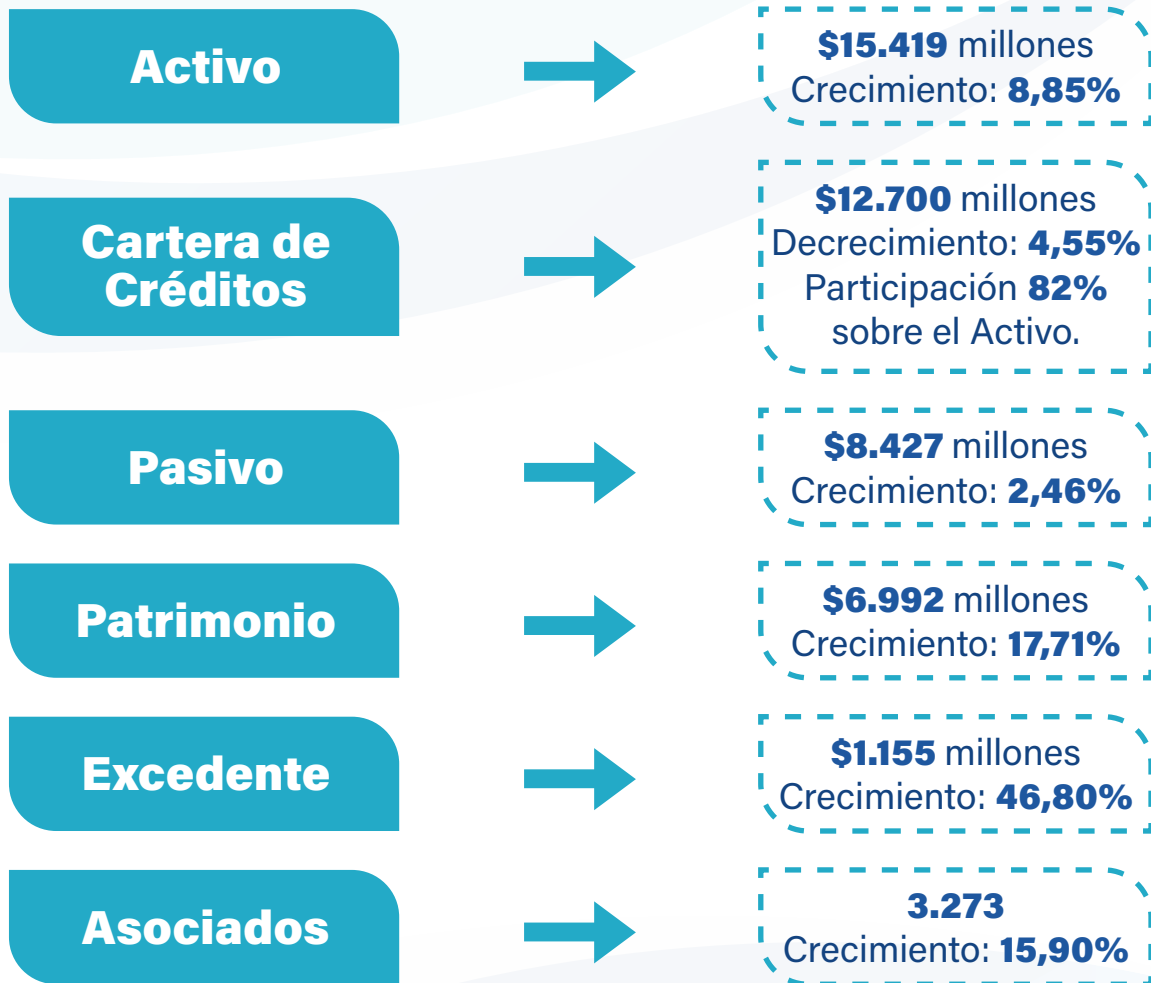 Activo
$15.419 millones
Crecimiento: 8,85%
Cartera de
Créditos
$12.700 millones
Decrecimiento: 4,55%
Participación 82%
sobre el Activo.
Pasivo
$8.427 millones
Crecimiento: 2,46%
Patrimonio
$6.992 millones
Crecimiento: 17,71%
Excedente
$1.155 millones
Crecimiento: 46,80%
Asociados
3.273
Crecimiento: 15,90%